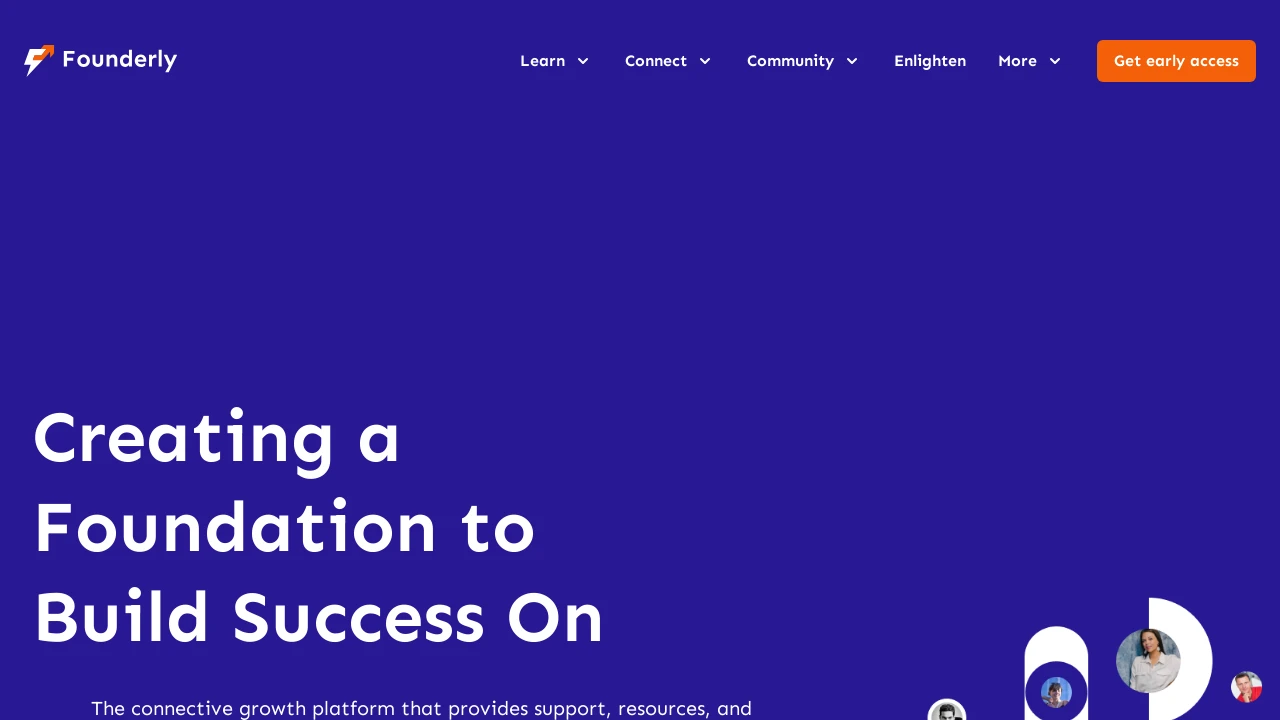 Founderly
Learn
Connect
Community
Enlighten
More
Get early access
Creating a
Foundation to
Build Success On
The connective growth platform that provides support, resources, and